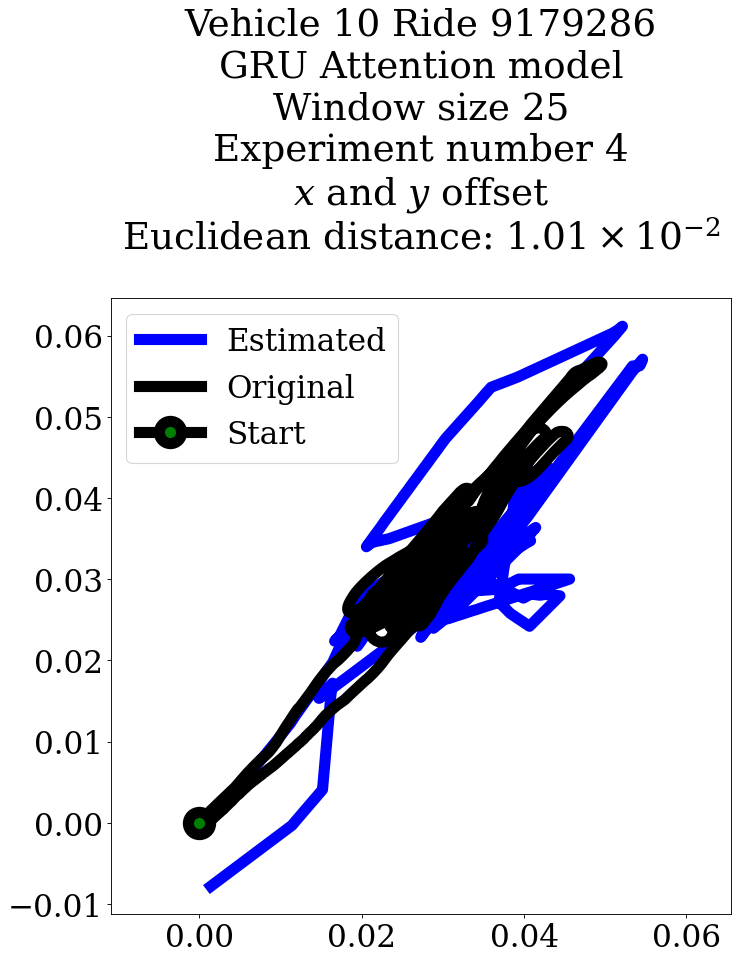 Vehicle 10 Ride 9179286
GRU Attention model
Window size 25
Experiment number 4
x and y offset
Euclidean distance: 1.01 × 10⁻²
Estimated
Original
Start
0.06
0.05
0.04
0.03
0.02
0.01
0.00
−0.01
0.00 0.02 0.04 0.06